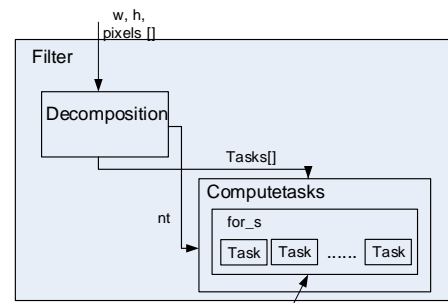 w, h,
pixels []
Filter
Decomposition
Tasks[]
Computetasks
nt
for_s
Task Task ...... Task